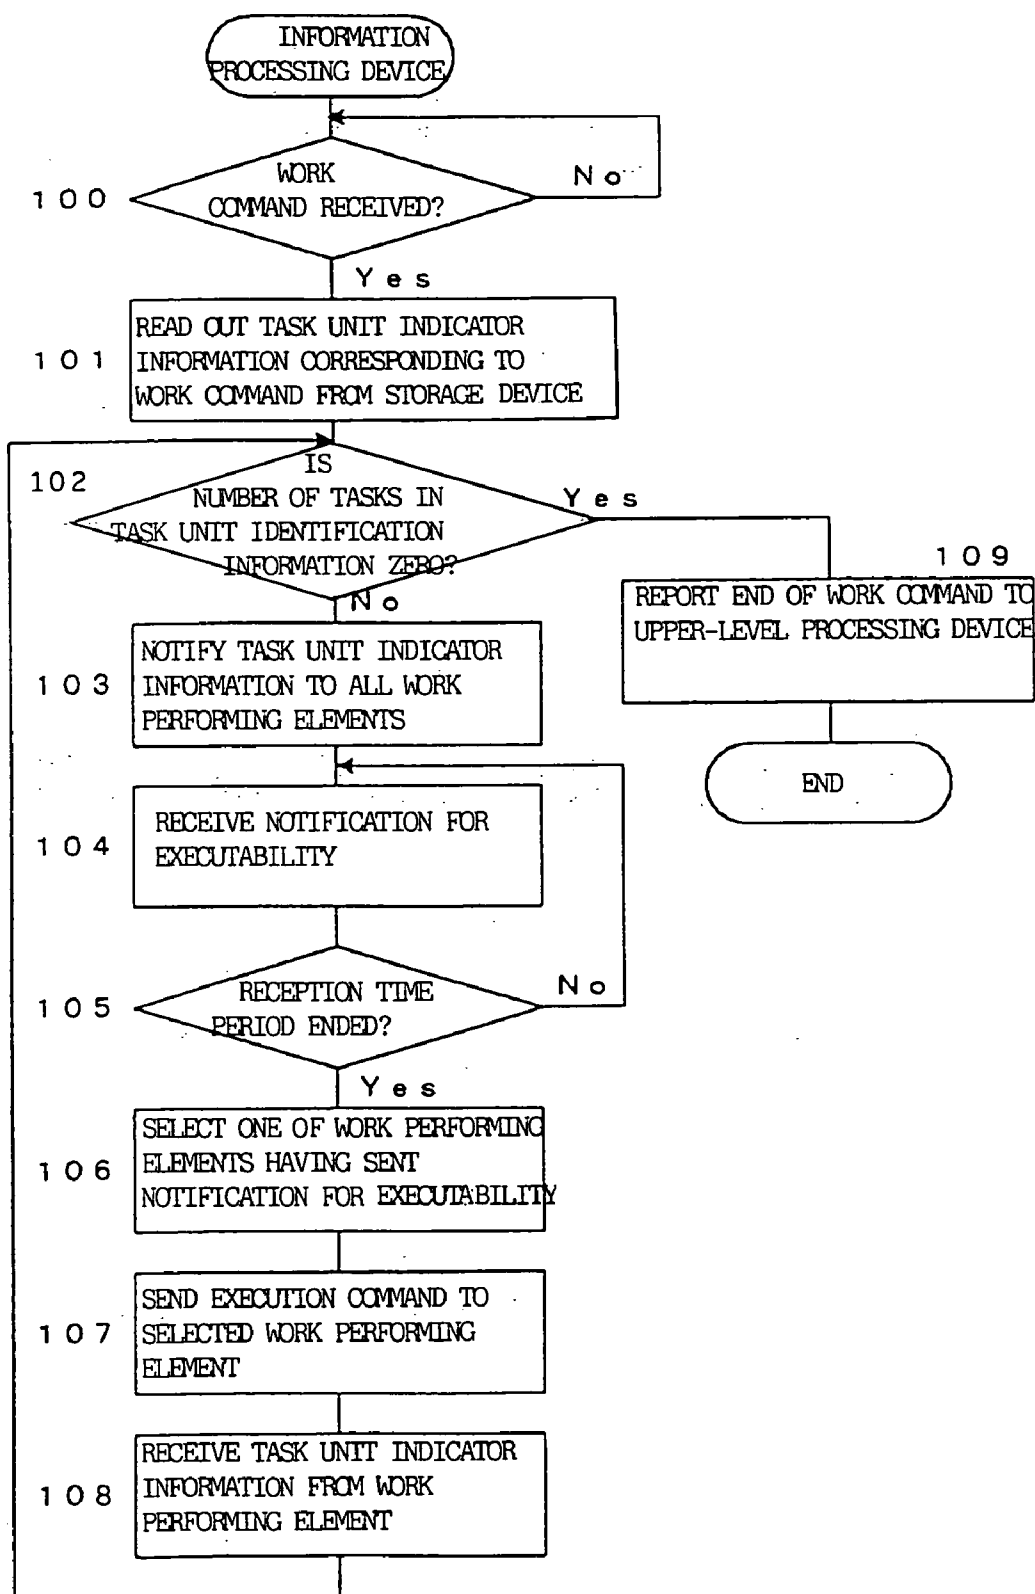 INFORMATION
PROCESSING DEVICE
100
WORK
COMMAND RECEIVED?
No
Yes
101
READ OUT TASK UNIT INDICATOR
INFORMATION CORRESPONDING TO
WORK COMMAND FROM STORAGE DEVICE
102
IS
NUMBER OF TASKS IN
TASK UNIT IDENTIFICATION
INFORMATION ZERO?
Yes
No
109
REPORT END OF WORK COMMAND TO
UPPER-LEVEL PROCESSING DEVICE
END
103
NOTIFY TASK UNIT INDICATOR
INFORMATION TO ALL WORK
PERFORMING ELEMENTS
104
RECEIVE NOTIFICATION FOR
EXECUTABILITY
105
RECEPTION TIME
PERIOD ENDED?
No
Yes
106
SELECT ONE OF WORK PERFORMING
ELEMENTS HAVING SENT
NOTIFICATION FOR EXECUTABILITY
107
SEND EXECUTION COMMAND TO
SELECTED WORK PERFORMING
ELEMENT
108
RECEIVE TASK UNIT INDICATOR
INFORMATION FROM WORK
PERFORMING ELEMENT